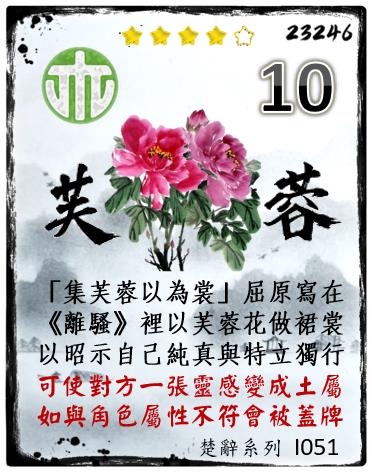 23246
木
10
芙蓉
「集芙蓉以為裳」屈原寫在
《離騷》裡以芙蓉花做裙裳
以昭示自己純真與特立獨行
可使對方一張靈感變成土屬
如與角色屬性不符會被蓋牌
楚辭系列 I051